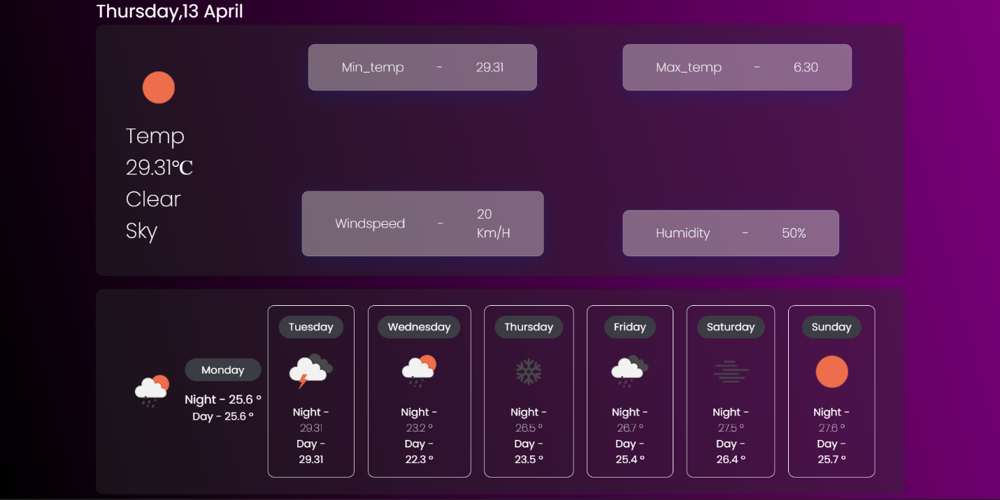 Thursday,13 April
Min_temp - 29.31
Max_temp - 6.30
Temp
29.31℃
Clear
Sky
Windspeed - 20
Km/H
Humidity - 50%
Monday
Night - 25.6 °
Day - 25.6 °
Tuesday
Night -
29.31
Day -
29.31
Wednesday
Night -
23.2 °
Day -
22.3 °
Thursday
Night -
26.5 °
Day -
23.5 °
Friday
Night -
26.7 °
Day -
25.4 °
Saturday
Night -
27.5 °
Day -
26.4 °
Sunday
Night -
27.6 °
Day -
25.7 °